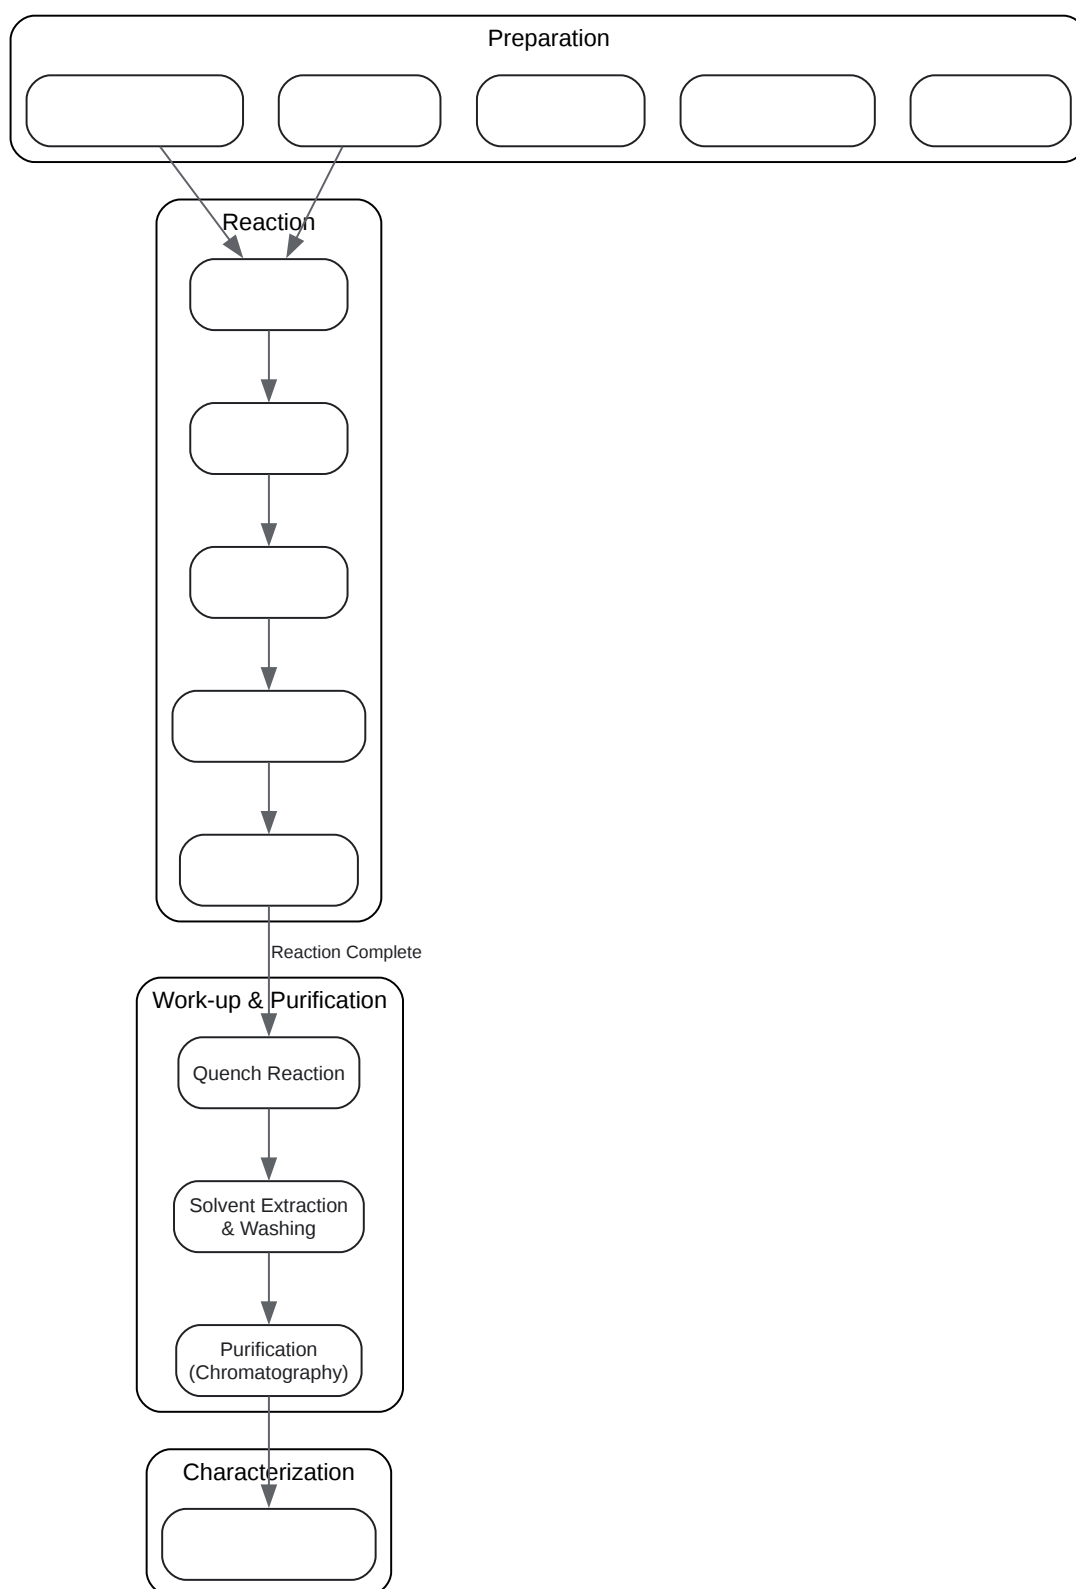 Preparation
Reaction
Reaction Complete
Work-up & Purification
Quench Reaction
Solvent Extraction
& Washing
Purification
(Chromatography)
Characterization